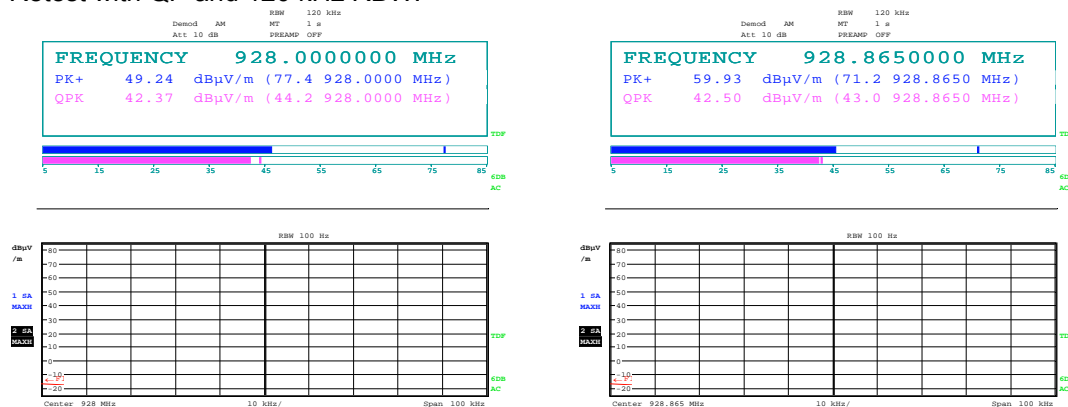 RBW 120 kHz
Demod AM MT 1 s
Att 10 dB PREAMP OFF
FREQUENCY 928.0000000 MHz
PK+ 49.24 dBµV/m (77.4 928.0000 MHz)
QPK 42.37 dBµV/m (44.2 928.0000 MHz)
TDF
5 15 25 35 45 55 65 75 85
6DB
AC
RBW 100 Hz
dBµV
/m
1 SA
MAXH
2 SA
MAXH
80
70
60
50
40
30
20
10
0
-10
-20
TDF
6DB
AC
Center 928 MHz 10 kHz/ Span 100 kHz
RBW 120 kHz
Demod AM MT 1 s
Att 10 dB PREAMP OFF
FREQUENCY 928.8650000 MHz
PK+ 59.93 dBµV/m (71.2 928.8650 MHz)
QPK 42.50 dBµV/m (43.0 928.8650 MHz)
5 15 25 35 45 55 65 75 85
RBW 100 Hz
dBµV
/m
1 SA
MAXH
2 SA
MAXH
80
70
60
50
40
30
20
10
0
-10
-20
Center 928.865 MHz 10 kHz/ Span 100 kHz